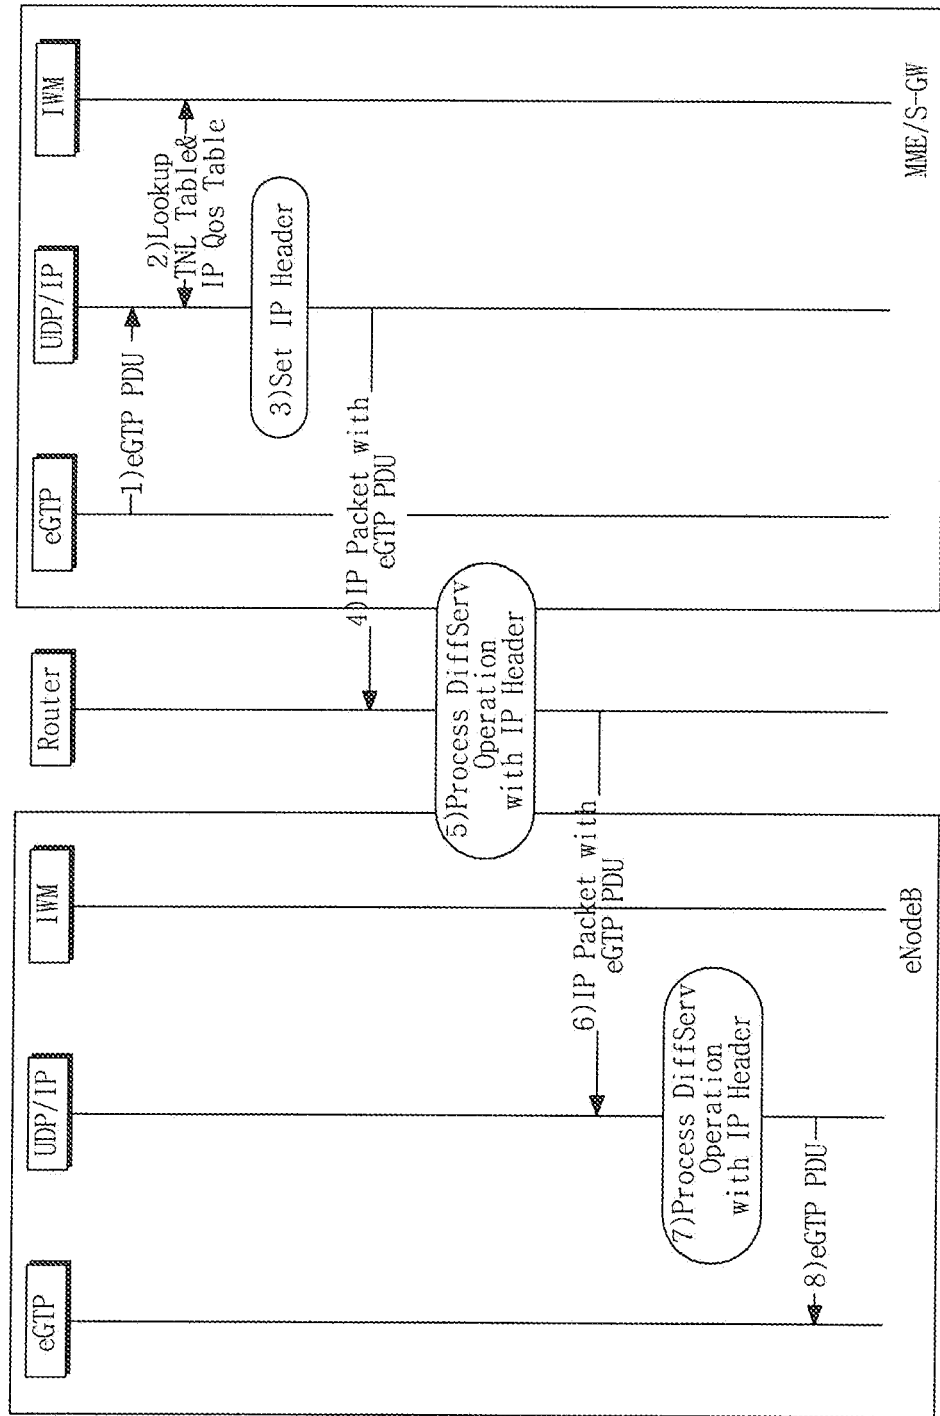 eGTP
UDP/IP
IWM
Router
eGTP
UDP/IP
IWM
1)eGTP PDU
2)Lookup
TNL Table&
IP Qos Table
3)Set IP Header
4)IP Packet with
eGTP PDU
5)Process DiffServ
Operation
with IP Header
6)IP Packet with
eGTP PDU
7)Process DiffServ
Operation
with IP Header
8)eGTP PDU
eNodeB
MME/S-GW